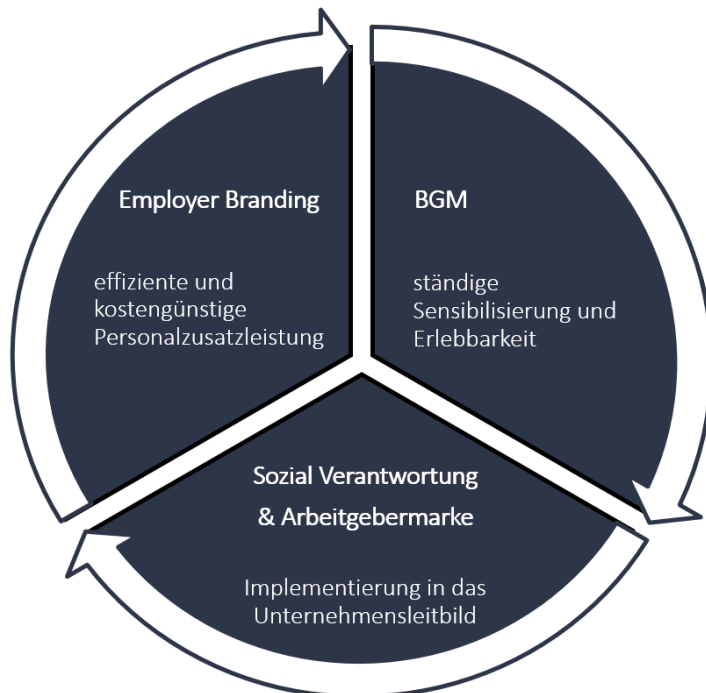 Employer Branding
effiziente und
kostengünstige
Personalzusatzleistung
BGM
ständige
Sensibilisierung und
Erlebbarkeit
Sozial Verantwortung
& Arbeitgebermarke
Implementierung in das
Unternehmensleitbild